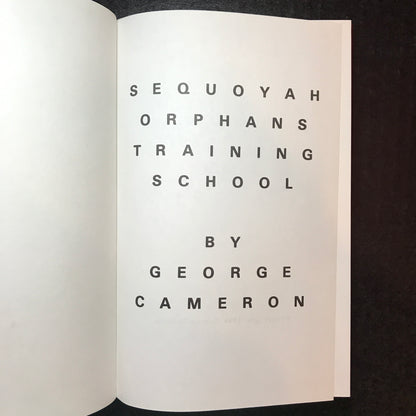 SEQUOYAH
ORPHANS
TRAINING
SCHOOL
BY
GEORGE
CAMERON